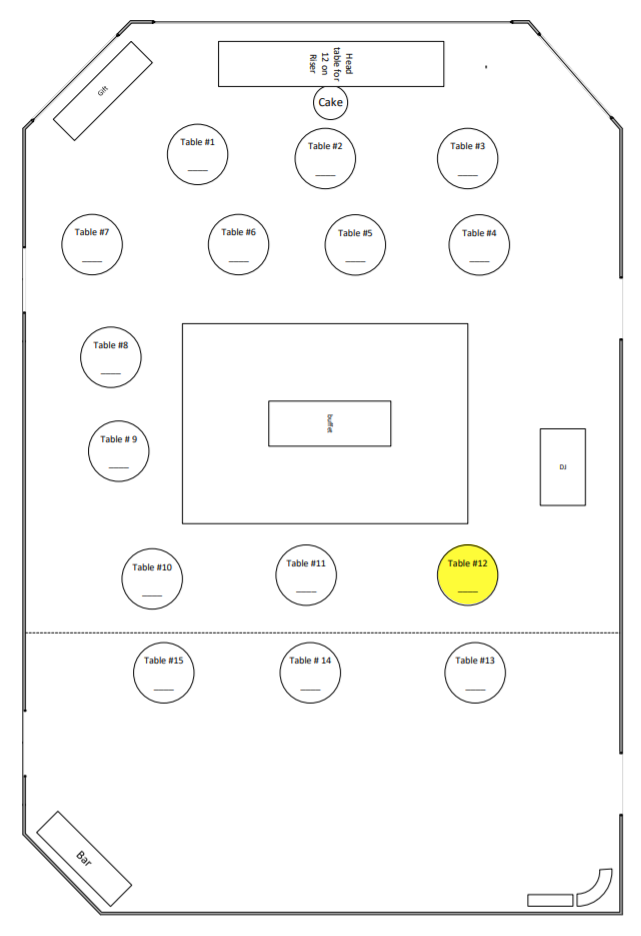 Head
table for
12 on
Riser
Gift
Cake
Table #1
____
Table #2
____
Table #3
____
Table #7
____
Table #6
____
Table #5
____
Table #4
____
Table #8
____
Table # 9
____
buffet
DJ
Table #10
____
Table #11
____
Table #12
____
Table #15
____
Table # 14
____
Table #13
____
Bar